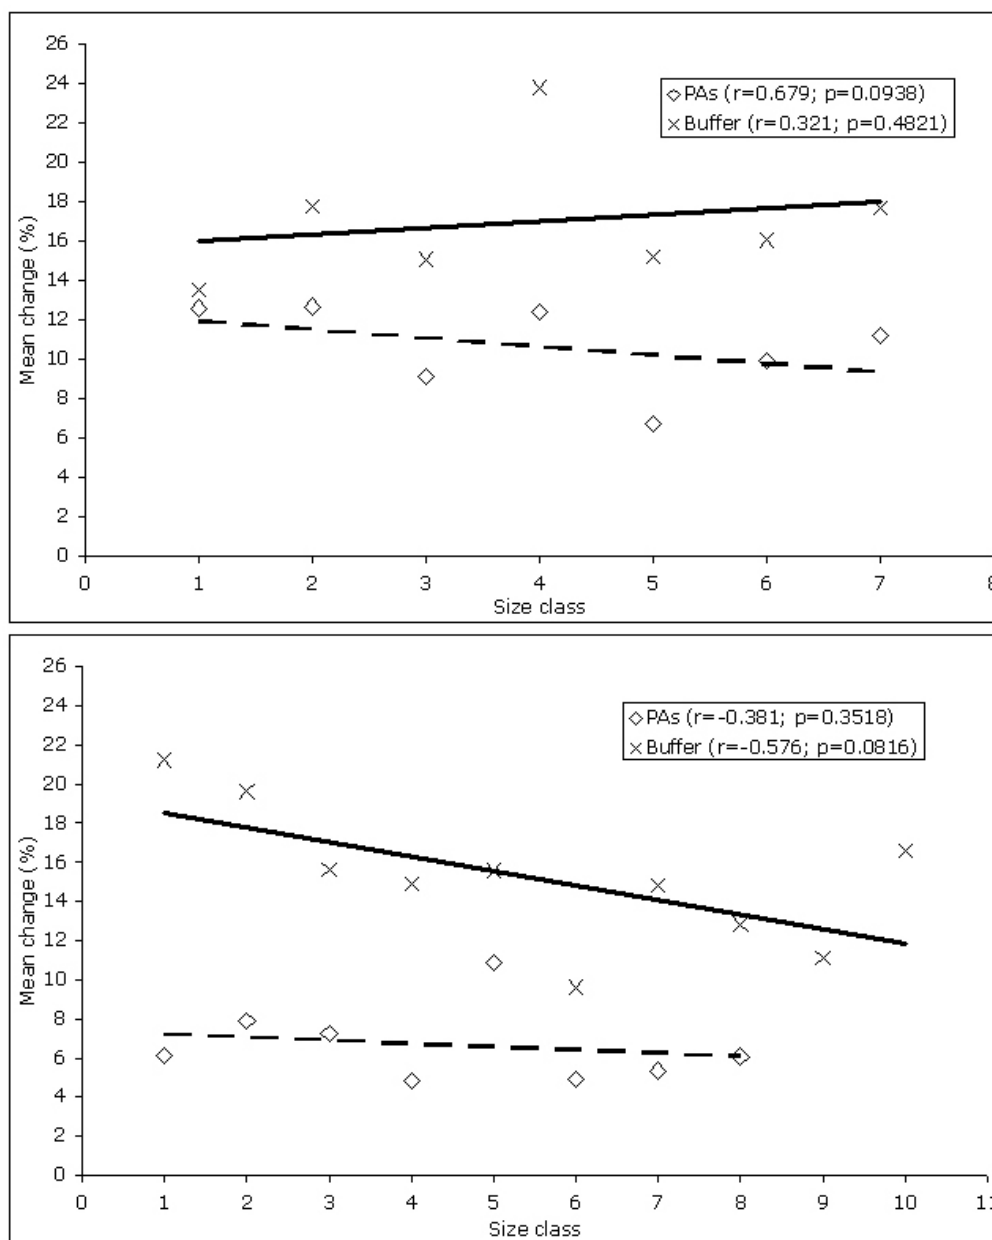 26
24
22
20
18
16
14
12
10
8
6
4
2
0
Mean change (%)
PAs (r=0.679; p=0.0938)
Buffer (r=0.321; p=0.4821)
0 1 2 3 4 5 6 7 8
Size class
26
24
22
20
18
16
14
12
10
8
6
4
2
0
Mean change (%)
PAs (r=-0.381; p=0.3518)
Buffer (r=-0.576; p=0.0816)
0 1 2 3 4 5 6 7 8 9 10 11
Size class